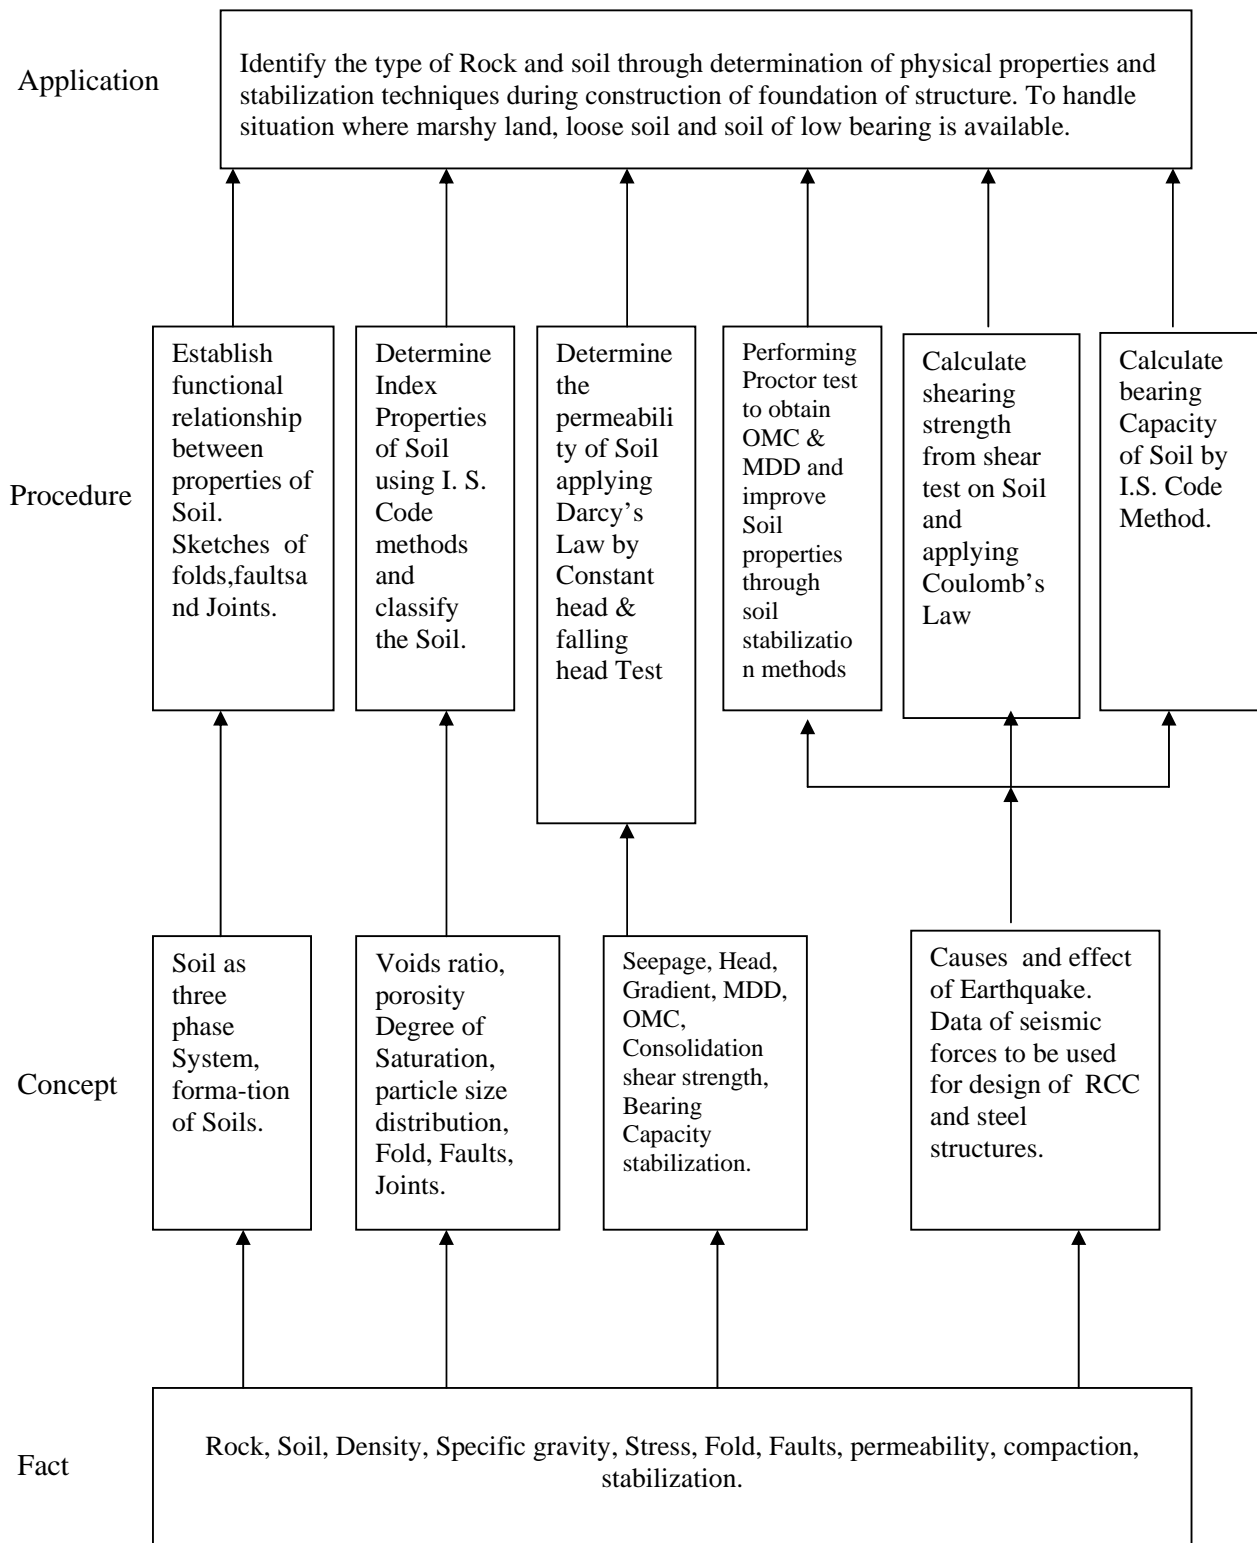 Application
Identify the type of Rock and soil through determination of physical properties and
stabilization techniques during construction of foundation of structure. To handle
situation where marshy land, loose soil and soil of low bearing is available.
Procedure
Establish
functional
relationship
between
properties of
Soil.
Sketches of
folds,faultsa
nd Joints.
Determine
Index
Properties
of Soil
using I. S.
Code
methods
and
classify
the Soil.
Determine
the
permeabili
ty of Soil
applying
Darcy’s
Law by
Constant
head &
falling
head Test
Performing
Proctor test
to obtain
OMC &
MDD and
improve
Soil
properties
through
soil
stabilizatio
n methods
Calculate
shearing
strength
from shear
test on Soil
and
applying
Coulomb’s
Law
Calculate
bearing
Capacity
of Soil by
I.S. Code
Method.
Concept
Soil as
three
phase
System,
forma-tion
of Soils.
Voids ratio,
porosity
Degree of
Saturation,
particle size
distribution,
Fold, Faults,
Joints.
Seepage, Head,
Gradient, MDD,
OMC,
Consolidation
shear strength,
Bearing
Capacity
stabilization.
Causes and effect
of Earthquake.
Data of seismic
forces to be used
for design of RCC
and steel
structures.
Fact
Rock, Soil, Density, Specific gravity, Stress, Fold, Faults, permeability, compaction,
stabilization.